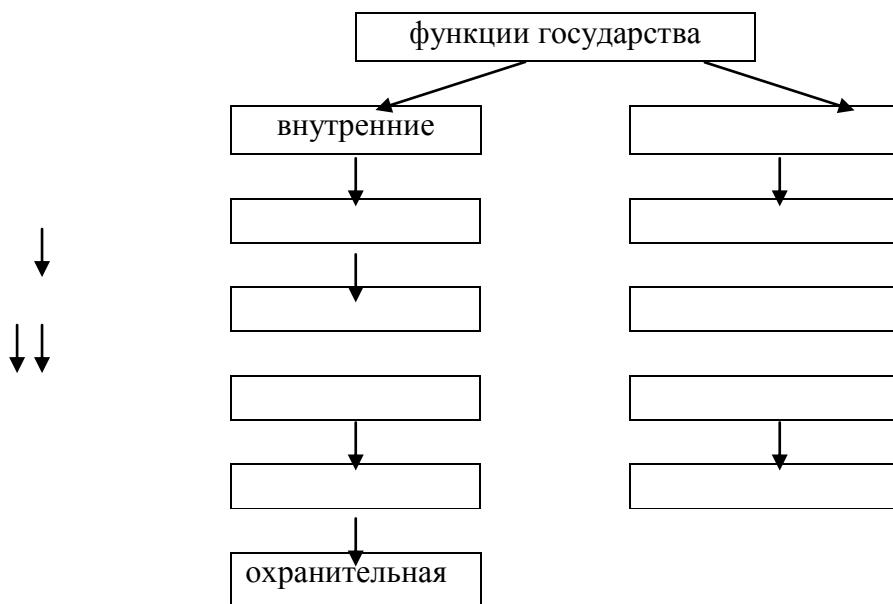 функции государства
внутренние
охранительная